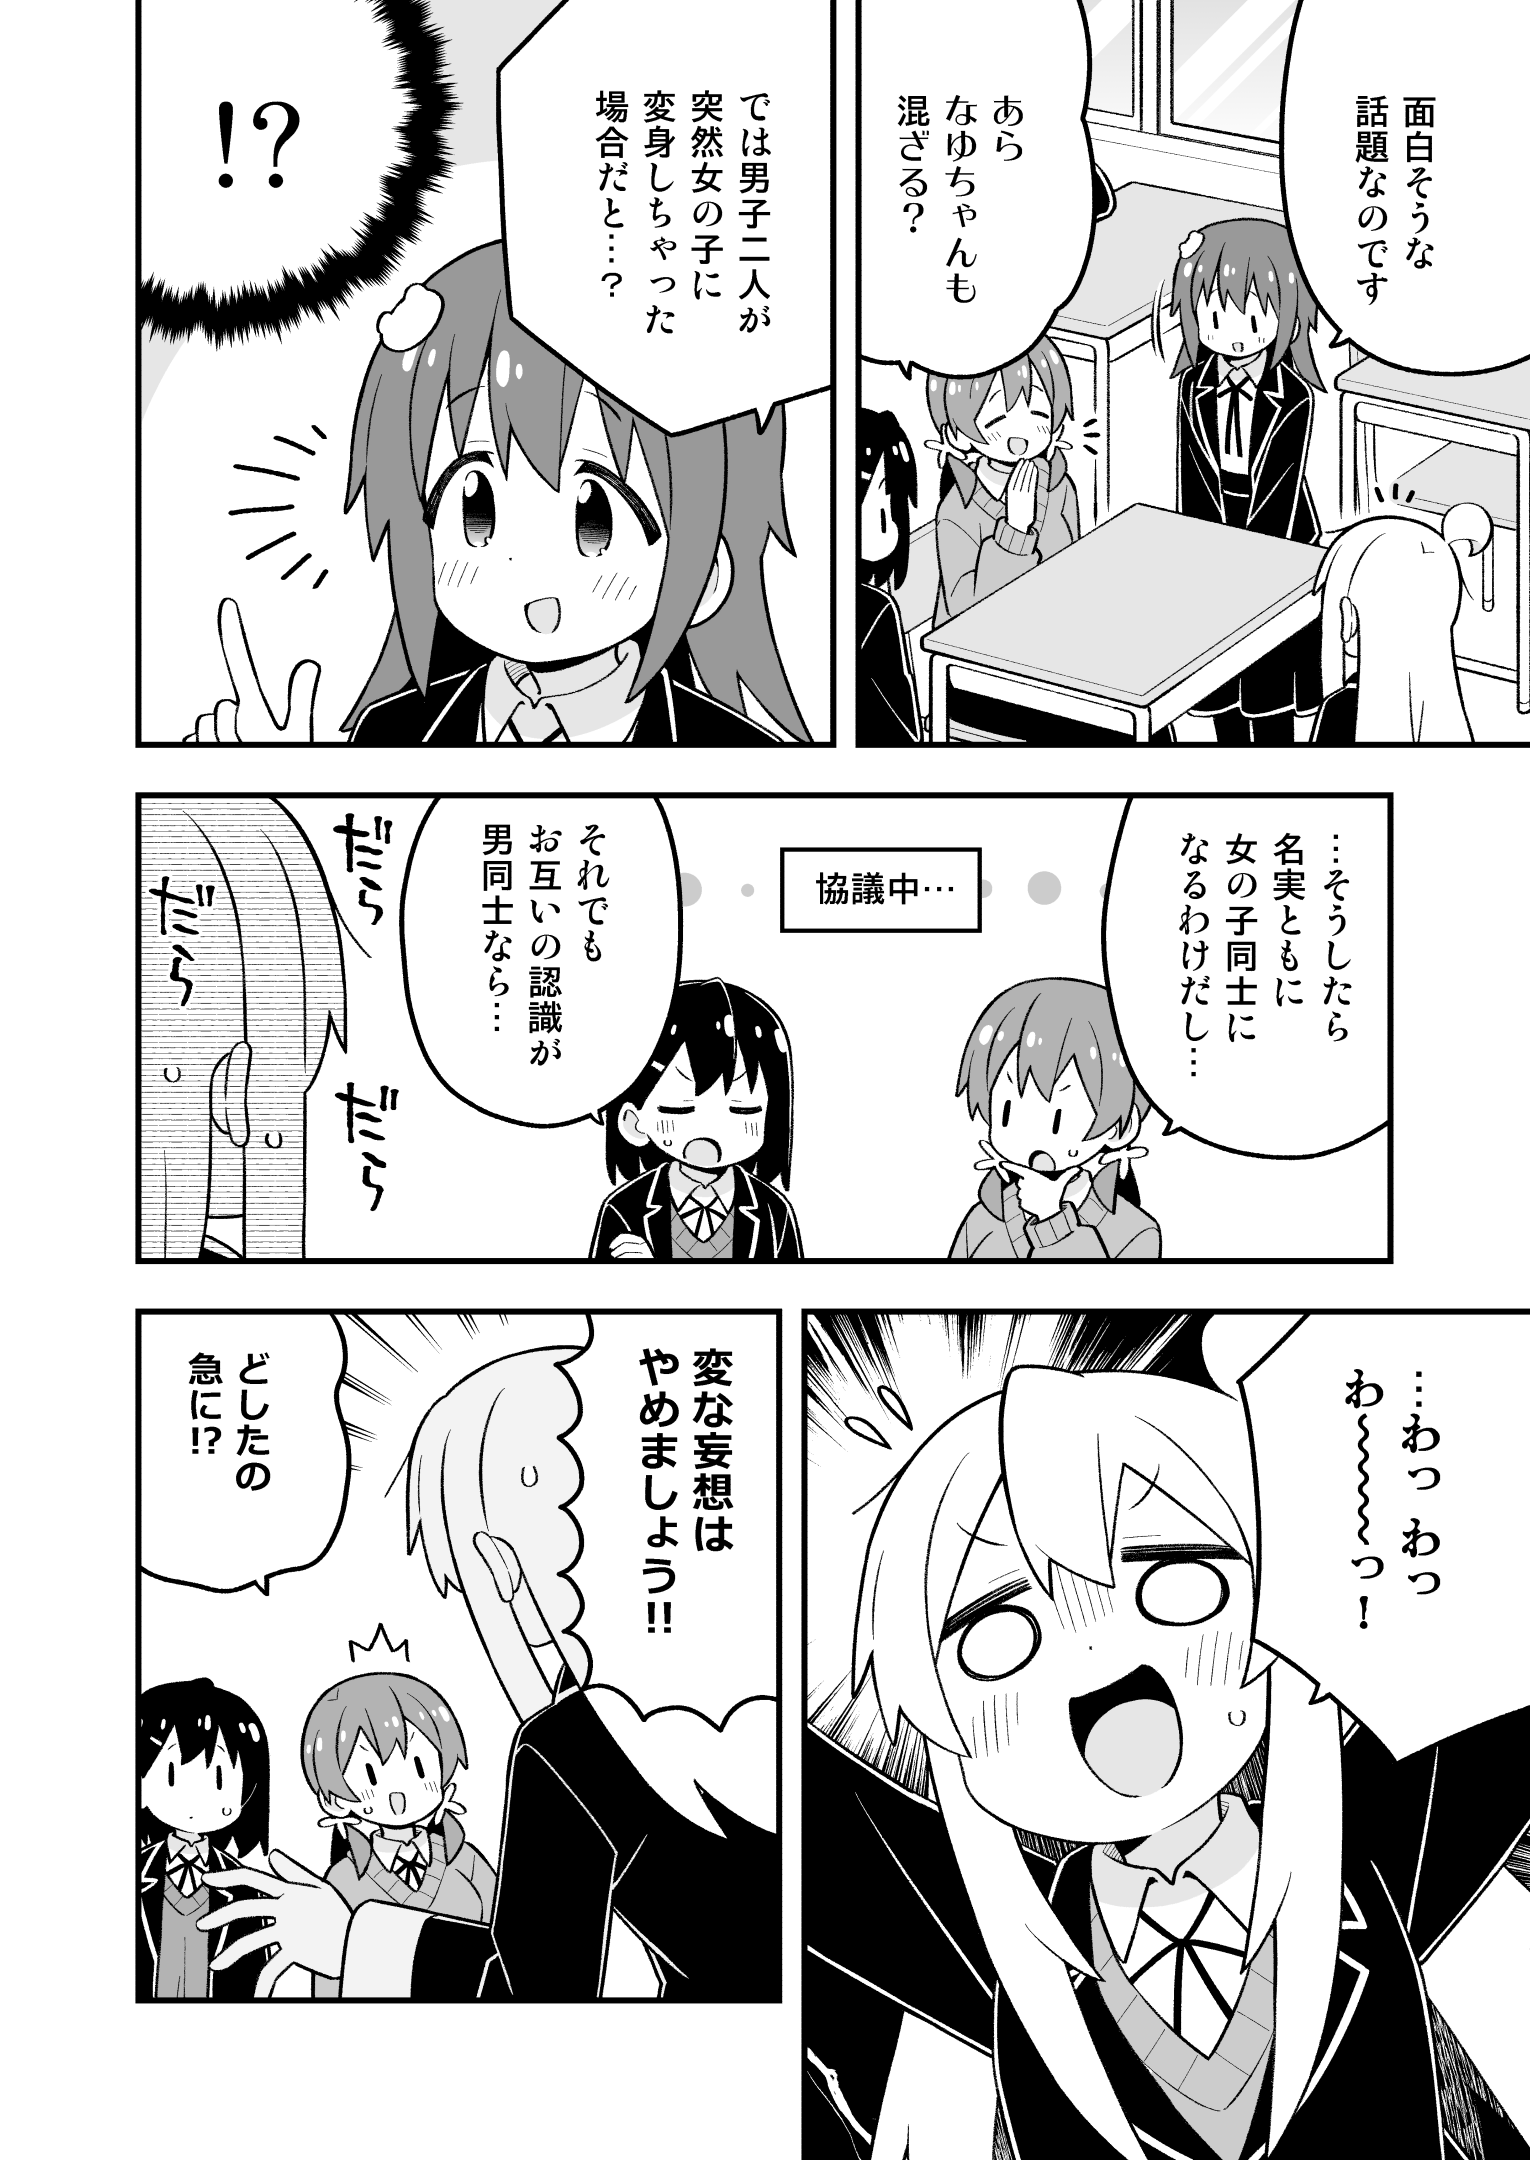 面白そうな
話題なのです
あら
なゆちゃんも
混ざる?
では男子二人が
突然女の子に
変身しちゃった
場合だと…?
!?
…そうしたら
名実ともに
女の子同士に
なるわけだし…
協議中…
それでも
お互いの認識が
男同士なら…
だら
だら
だら
…わっ わっ
わ〜〜〜〜っ!
変な妄想は
やめましょう!!
どしたの
急に!?